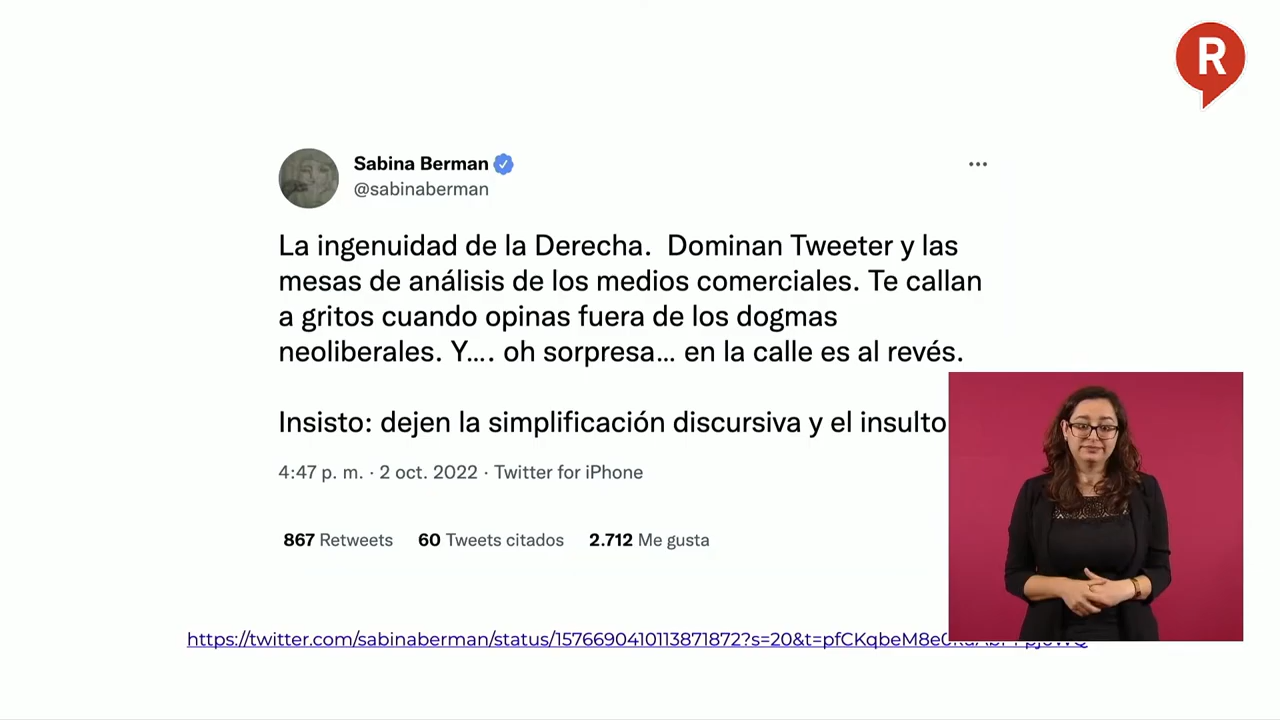 R
Sabina Berman
@sabinaberman
La ingenuidad de la Derecha.  Dominan Tweeter y las
mesas de análisis de los medios comerciales. Te callan
a gritos cuando opinas fuera de los dogmas
neoliberales. Y.... oh sorpresa... en la calle es al revés.
Insisto: dejen la simplificación discursiva y el insulto
4:47 p. m. · 2 oct. 2022 · Twitter for iPhone
867 Retweets 60 Tweets citados 2.712 Me gusta
https://twitter.com/sabinaberman/status/1576690410113871872?s=20&t=pfCKqbeM8e